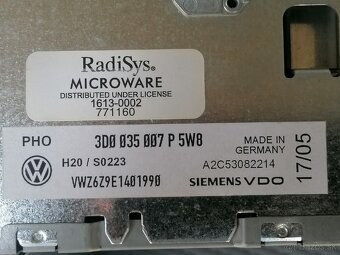 RadiSys.
MICROWARE
DISTRIBUTED UNDER LICENSE
1613-0002
771160
PHO 3D0 035 007 P 5W8
MADE IN
GERMANY
H20 / S0223
A2C53082214
17/05
VWZ6Z9E1401990
SIEMENS VDO